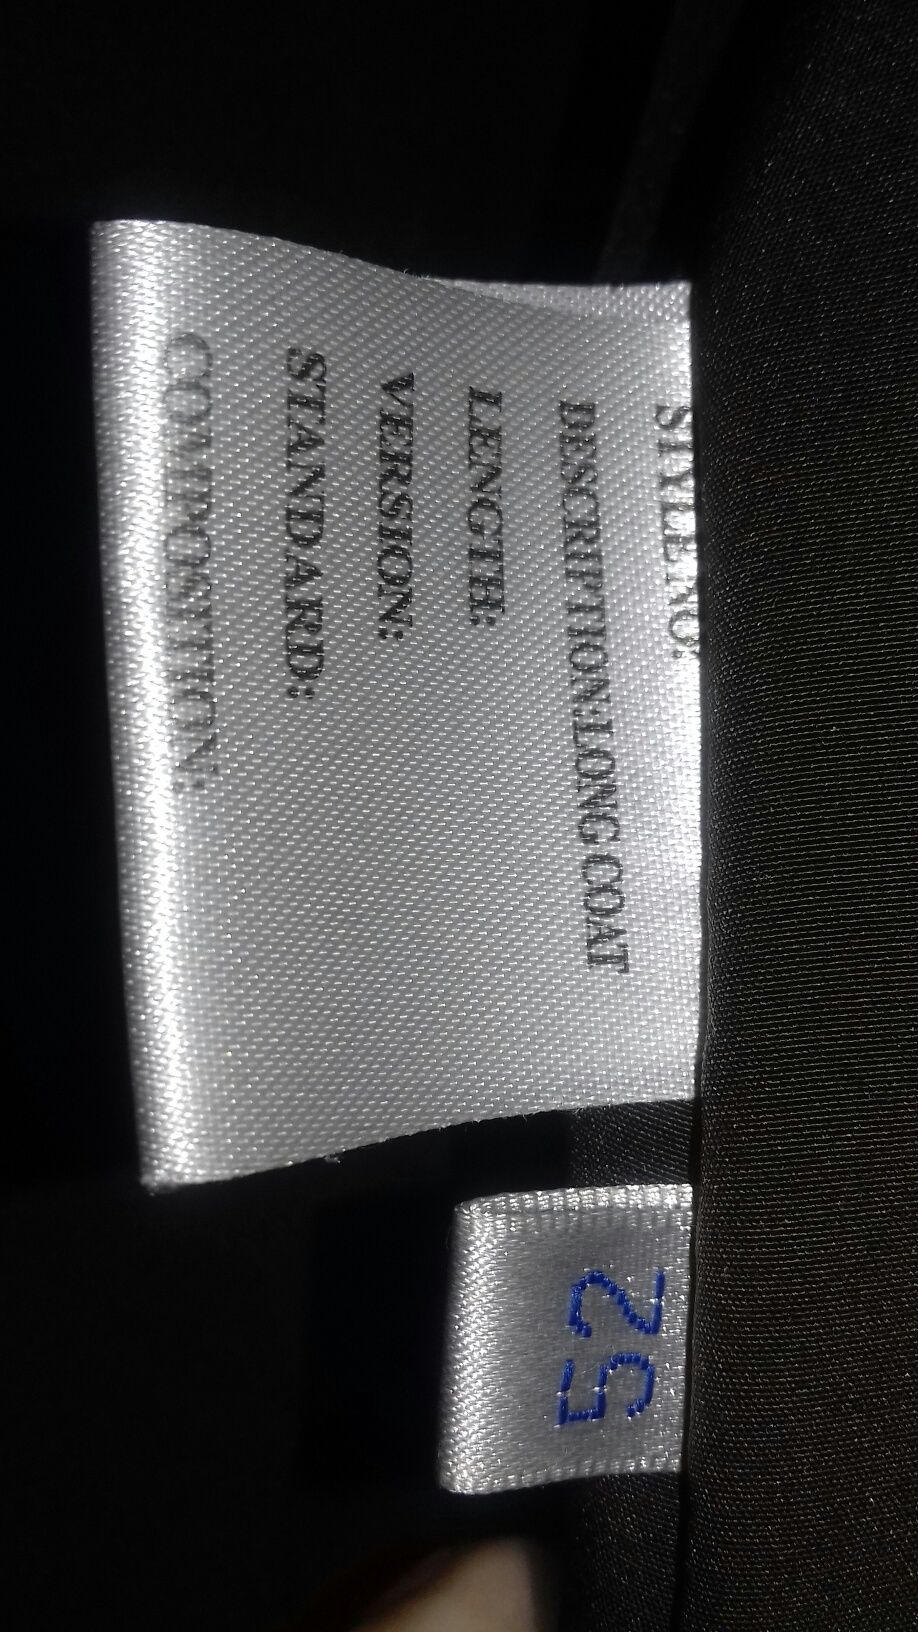 STYLE NO:
DESCRIPTION:LONG COAT
LENGTH:
VERSION:
STANDARD:
COMPOSITION:
52